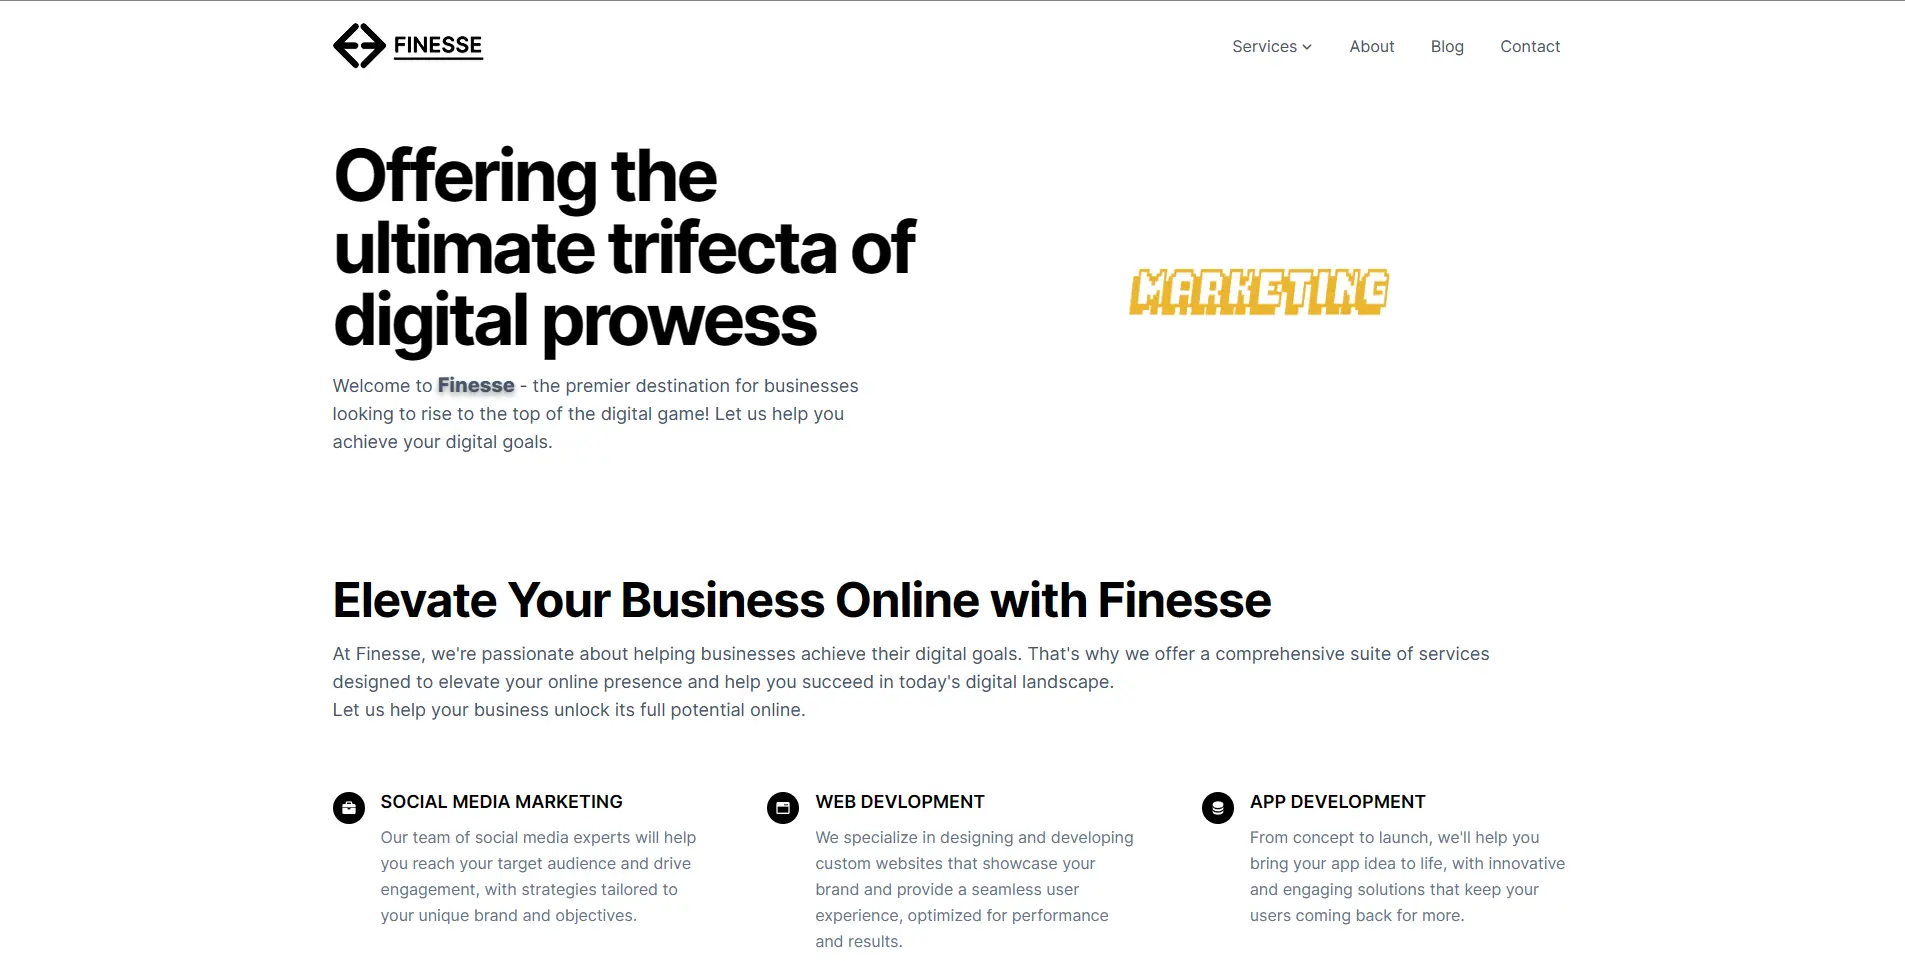 FINESSE
Services
About
Blog
Contact
Offering the
ultimate trifecta of
digital prowess
MARKETING
Welcome to Finesse - the premier destination for businesses
looking to rise to the top of the digital game! Let us help you
achieve your digital goals.
Elevate Your Business Online with Finesse
At Finesse, we're passionate about helping businesses achieve their digital goals. That's why we offer a comprehensive suite of services
designed to elevate your online presence and help you succeed in today's digital landscape.
Let us help your business unlock its full potential online.
SOCIAL MEDIA MARKETING
Our team of social media experts will help
you reach your target audience and drive
engagement, with strategies tailored to
your unique brand and objectives.
WEB DEVLOPMENT
We specialize in designing and developing
custom websites that showcase your
brand and provide a seamless user
experience, optimized for performance
and results.
APP DEVELOPMENT
From concept to launch, we'll help you
bring your app idea to life, with innovative
and engaging solutions that keep your
users coming back for more.